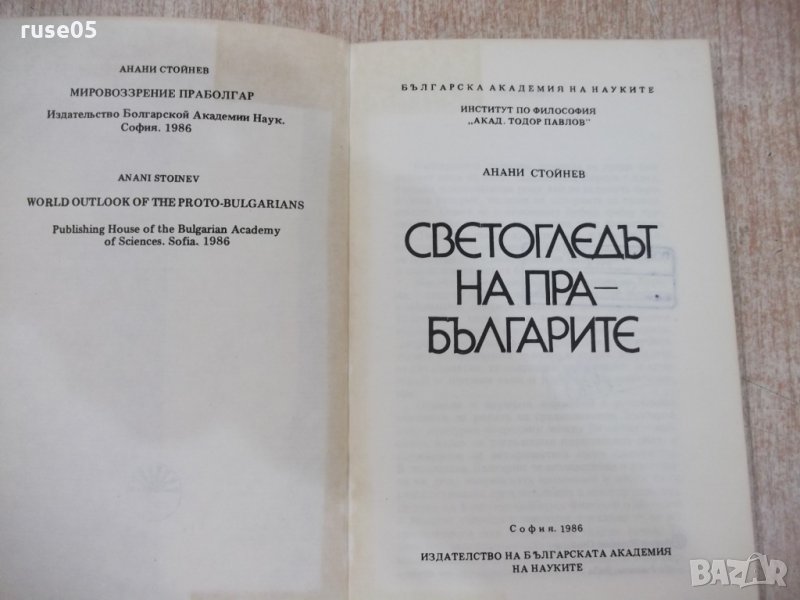 ruse05
АНАНИ СТОЙНЕВ
МИРОВОЗЗРЕНИЕ ПРАБОЛГАР
Издательство Болгарской Академии Наук.
София. 1986
ANANI STOINEV
WORLD OUTLOOK OF THE PROTO-BULGARIANS
Publishing House of the Bulgarian Academy
of Sciences. Sofia. 1986
БЪЛГАРСКА АКАДЕМИЯ НА НАУКИТЕ
ИНСТИТУТ ПО ФИЛОСОФИЯ
„АКАД. ТОДОР ПАВЛОВ"
АНАНИ СТОЙНЕВ
СВЕТОГЛЕДЪТ
НА ПРА–
БЪЛГАРИТЕ
София. 1986
ИЗДАТЕЛСТВО НА БЪЛГАРСКАТА АКАДЕМИЯ
НА НАУКИТЕ
BAZAR